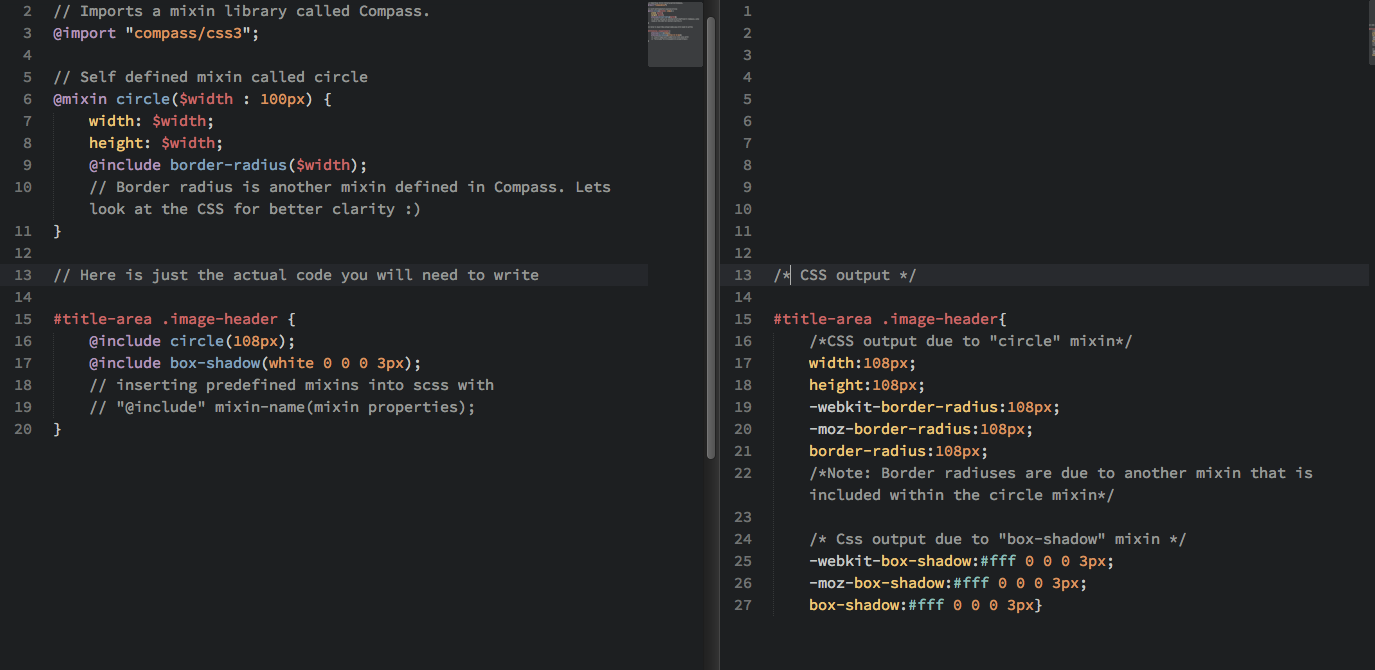 2 // Imports a mixin library called Compass.
3 @import "compass/css3";
4
5 // Self defined mixin called circle
6 @mixin circle($width : 100px) {
7 width: $width;
8 height: $width;
9 @include border-radius($width);
10 // Border radius is another mixin defined in Compass. Lets
look at the CSS for better clarity :)
11 }
12
13 // Here is just the actual code you will need to write
14
15 #title-area .image-header {
16 @include circle(108px);
17 @include box-shadow(white 0 0 0 3px);
18 // inserting predefined mixins into scss with
19 // "@include" mixin-name(mixin properties);
20 }
1
2
3
4
5
6
7
8
9
10
11
12
13 /* CSS output */
14
15 #title-area .image-header{
16 /*CSS output due to "circle" mixin*/
17 width:108px;
18 height:108px;
19 -webkit-border-radius:108px;
20 -moz-border-radius:108px;
21 border-radius:108px;
22 /*Note: Border radiuses are due to another mixin that is
included within the circle mixin*/
23
24 /* Css output due to "box-shadow" mixin */
25 -webkit-box-shadow:#fff 0 0 0 3px;
26 -moz-box-shadow:#fff 0 0 0 3px;
27 box-shadow:#fff 0 0 0 3px}